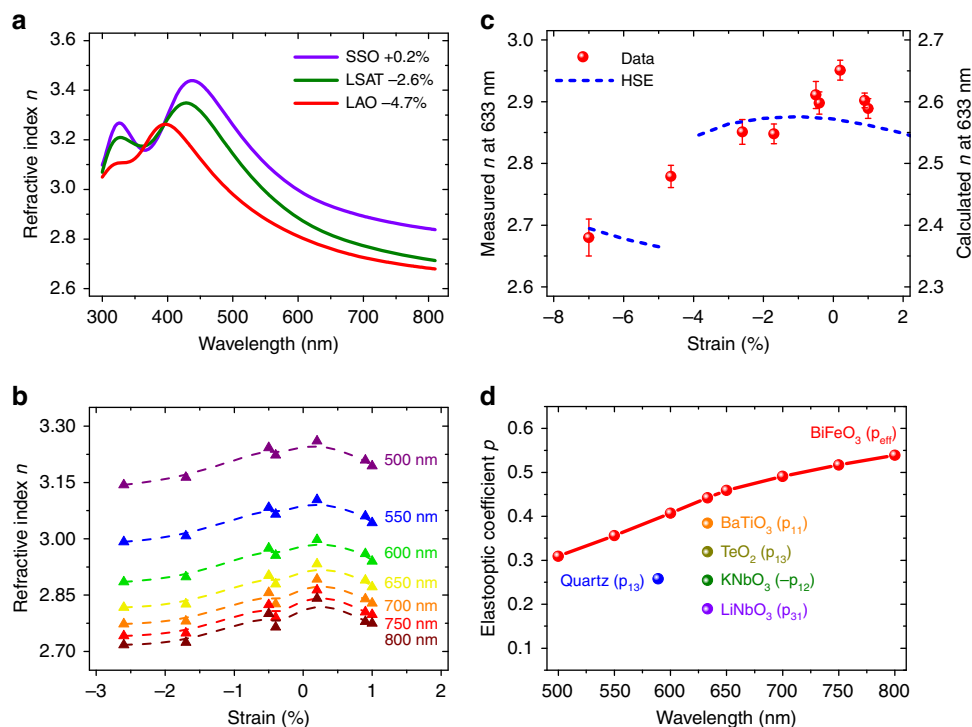 a
3.6
3.4
3.2
3.0
2.8
2.6
Refractive index n
SSO +0.2%
LSAT −2.6%
LAO −4.7%
300 400 500 600 700 800
Wavelength (nm)
c
3.0
2.9
2.8
2.7
2.6
Measured n at 633 nm
Data
HSE
2.7
2.6
2.5
2.4
2.3
Calculated n at 633 nm
−8 −6 −4 −2 0 2
Strain (%)
b
3.30
3.15
3.00
2.85
2.70
Refractive index n
500 nm
550 nm
600 nm
650 nm
700 nm
750 nm
800 nm
−3 −2 −1 0 1 2
Strain (%)
d
0.6
0.5
0.4
0.3
0.2
0.1
Elastooptic coefficient p
BiFeO3 (peff)
BaTiO3 (p11)
TeO2 (p13)
Quartz (p13)
KNbO3 (−p12)
LiNbO3 (p31)
500 550 600 650 700 750 800
Wavelength (nm)